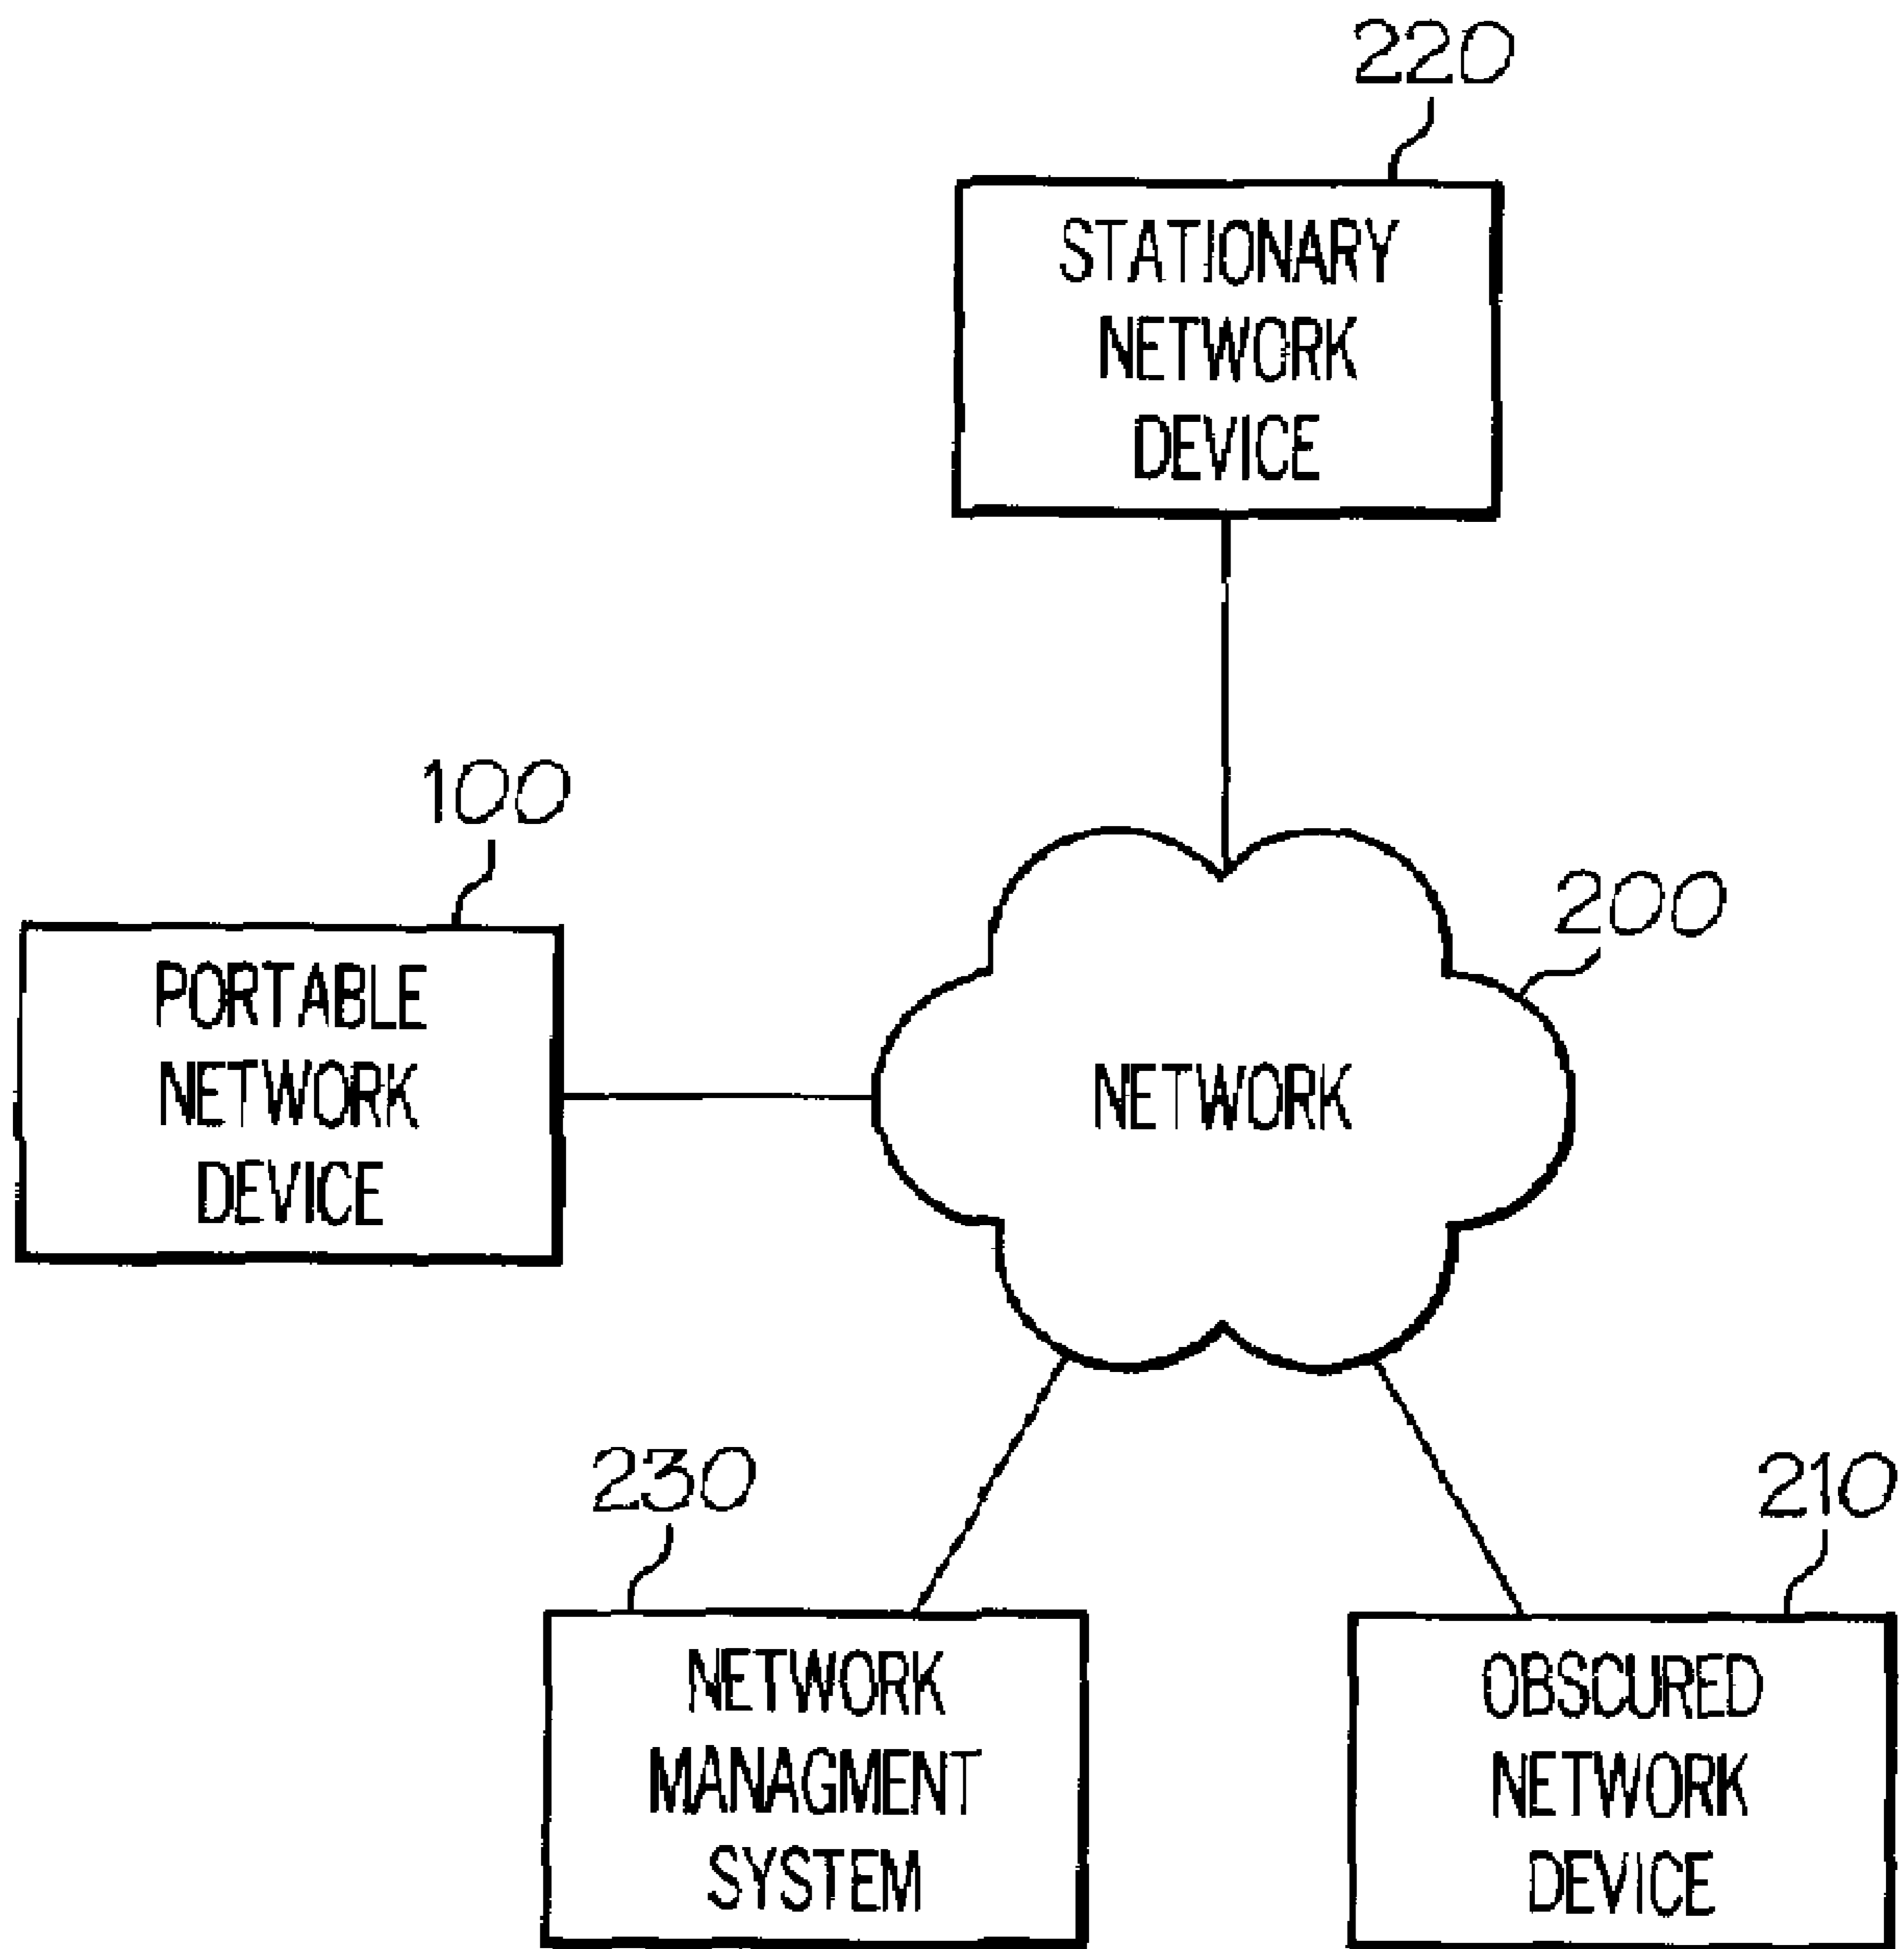 220
STATIONARY
NETWORK
DEVICE
100
PORTABLE
NETWORK
DEVICE
200
NETWORK
230
NETWORK
MANAGMENT
SYSTEM
210
OBSCURED
NETWORK
DEVICE